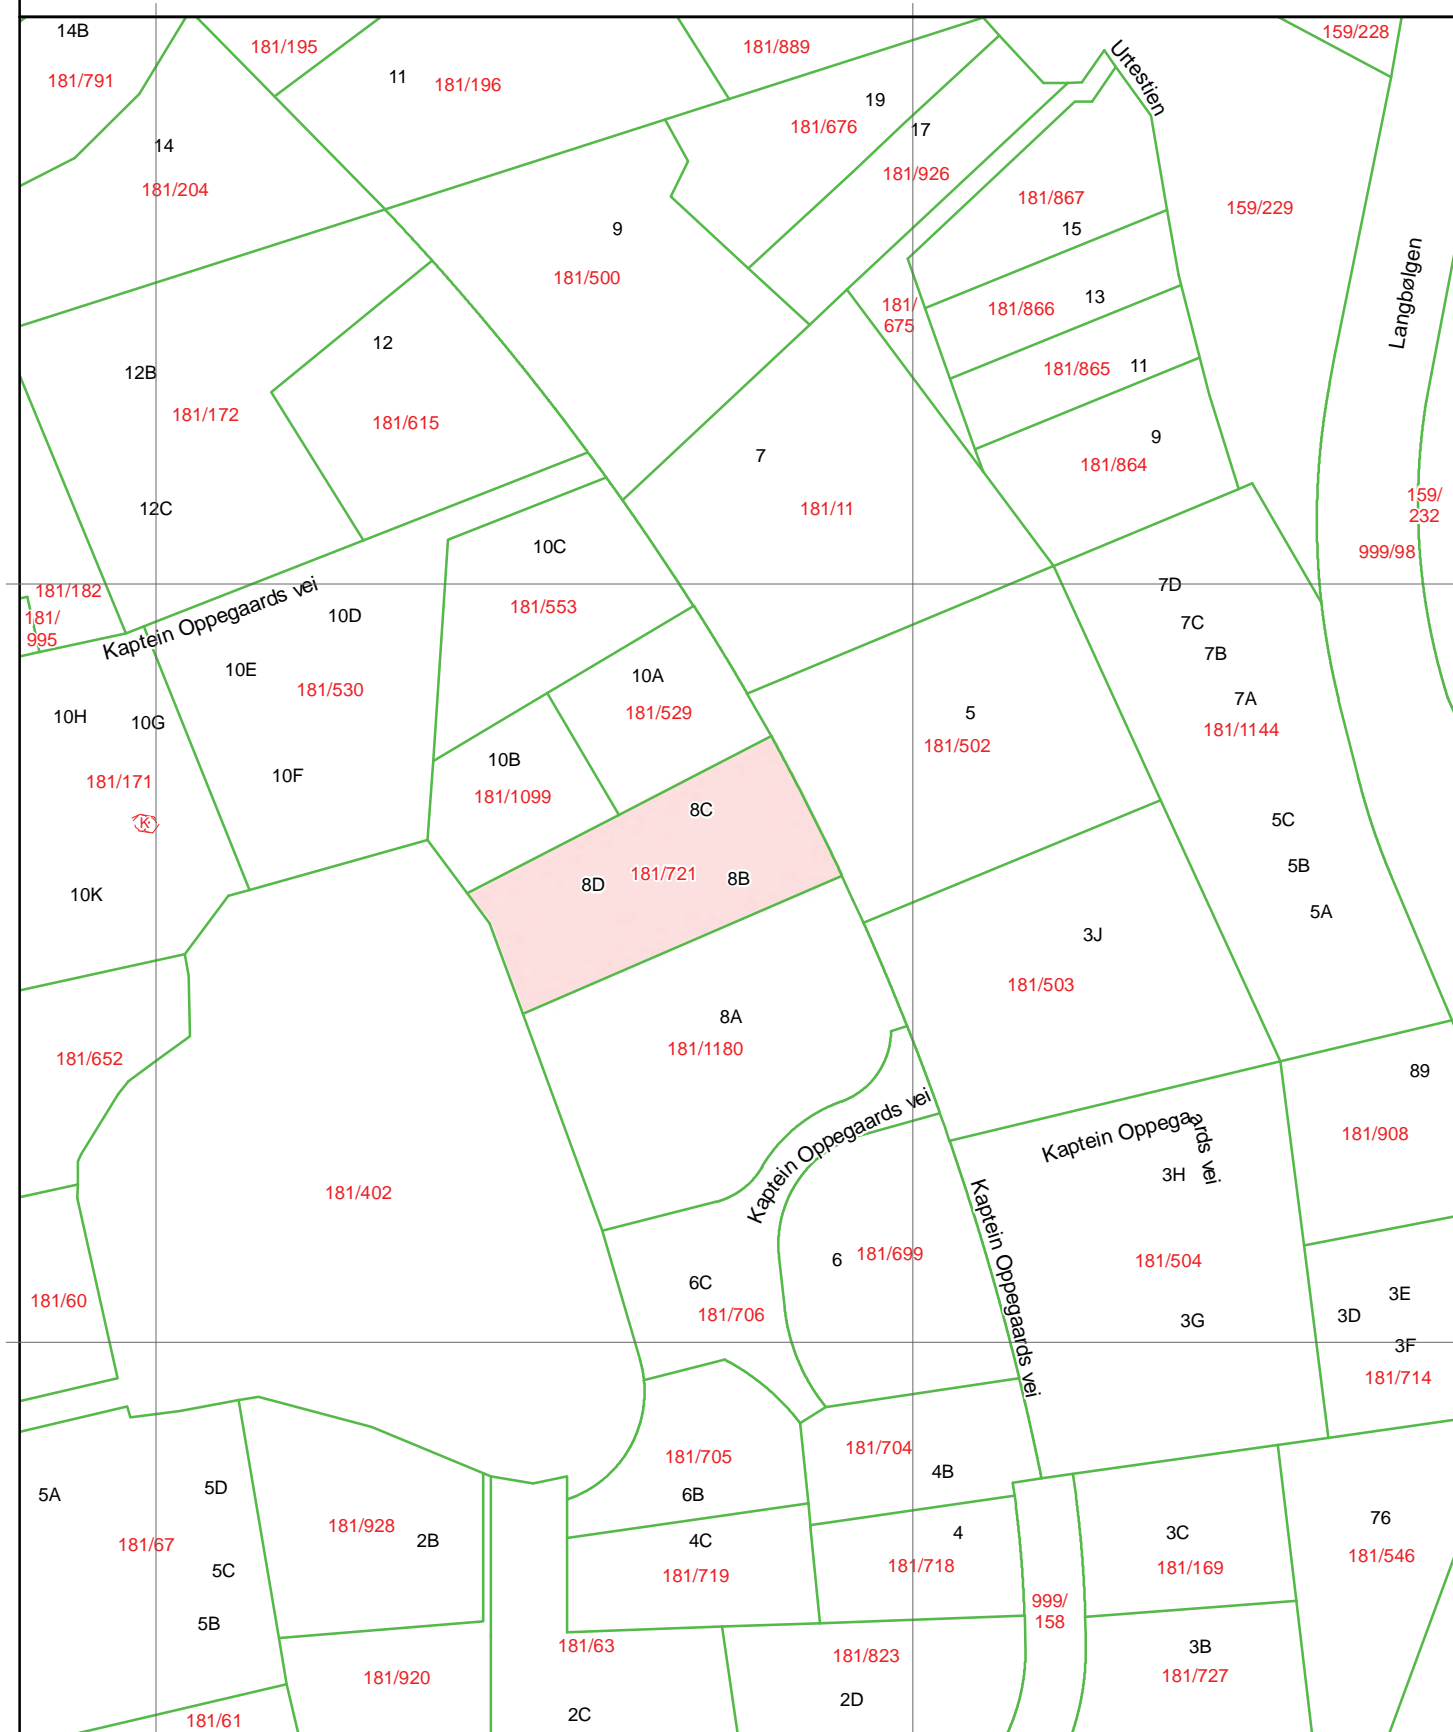 14B
181/791
14
181/204
181/195
11
181/196
181/889
19
181/676
17
181/926
Urtestien
159/228
181/867
15
159/229
Langbølgen
9
181/500
181/
675
181/866
13
181/865
11
9
181/864
12
12B
181/172
181/615
12C
7
181/11
159/
232
999/98
181/182
181/
995
Kaptein Oppegaards vei
10C
181/553
10D
10E
181/530
10F
10H
10G
181/171
K
10K
10A
181/529
10B
181/1099
7D
7C
7B
7A
181/1144
5
181/502
8C
181/721
8D
8B
5C
5B
5A
3J
181/503
8A
181/1180
181/652
89
181/908
Kaptein Oppegaards vei
Kaptein Oppegaards vei
3H
Kaptein Oppegaards vei
181/402
6
181/699
181/504
6C
181/706
181/60
3G
3E
3D
3F
181/714
181/705
6B
181/704
4B
5A
5D
181/67
5C
5B
181/928
2B
4C
181/719
4
181/718
3C
181/169
76
181/546
999/
158
181/63
181/823
3B
181/727
181/920
2C
2D
181/61